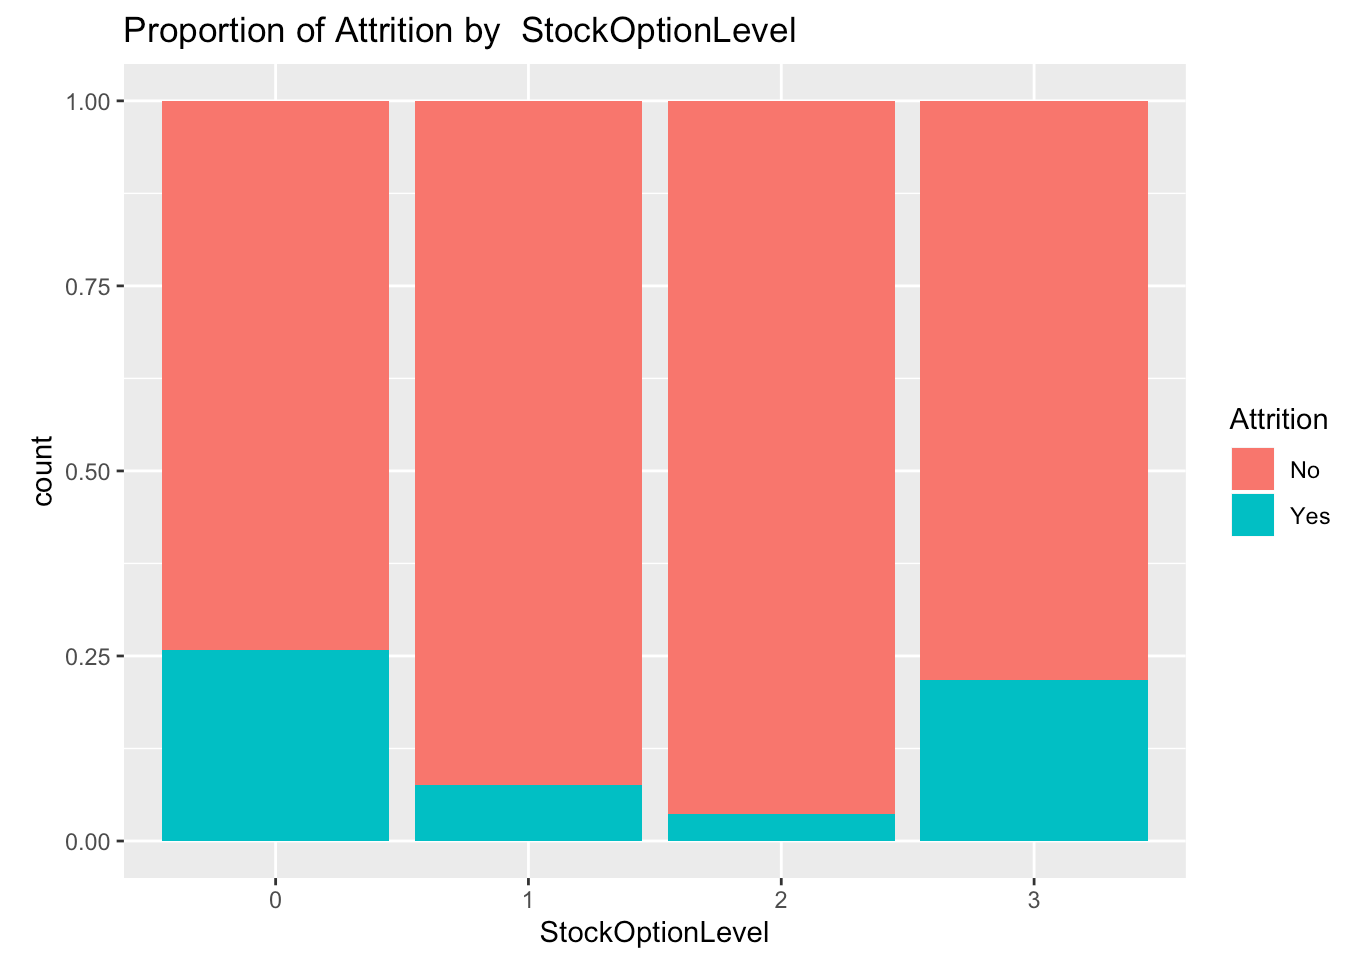 Proportion of Attrition by  StockOptionLevel
1.00
0.75
0.50
0.25
0.00
count
0 1 2 3
StockOptionLevel
Attrition
No
Yes